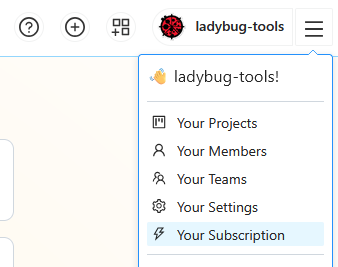 ladybug-tools
ladybug-tools!
Your Projects
Your Members
Your Teams
Your Settings
Your Subscription